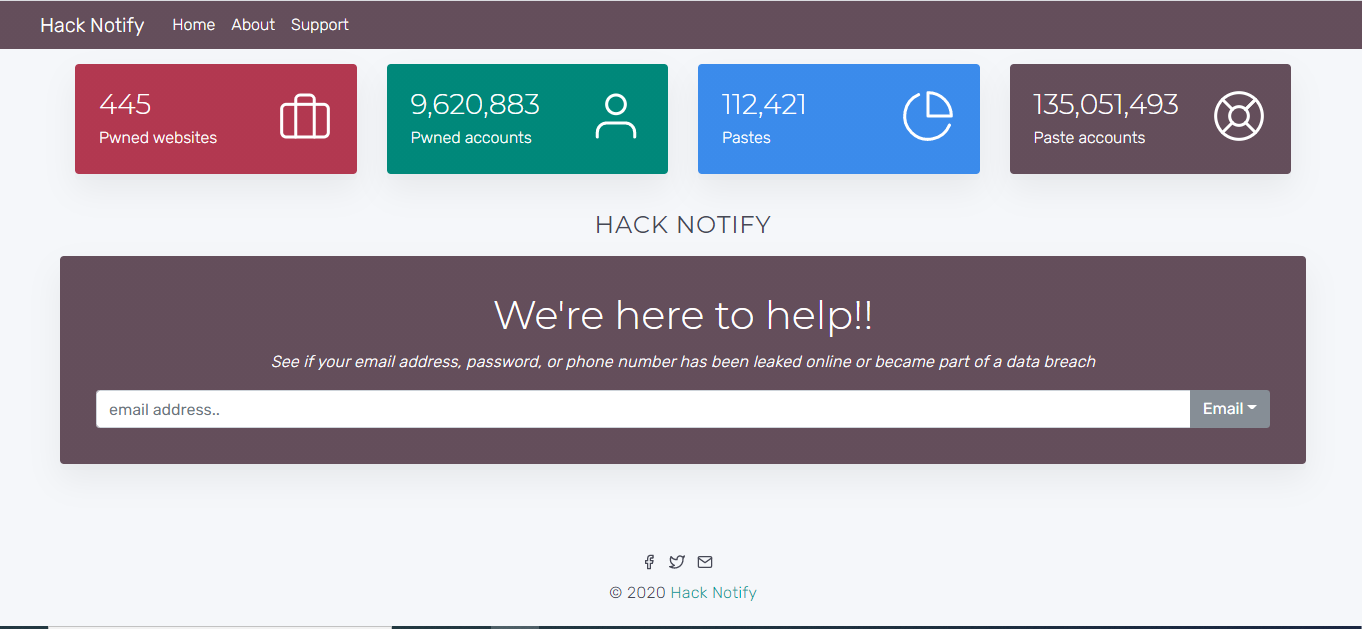 Hack Notify Home About Support
445
Pwned websites
9,620,883
Pwned accounts
112,421
Pastes
135,051,493
Paste accounts
HACK NOTIFY
We're here to help!!
See if your email address, password, or phone number has been leaked online or became part of a data breach
email address.. Email
© 2020 Hack Notify